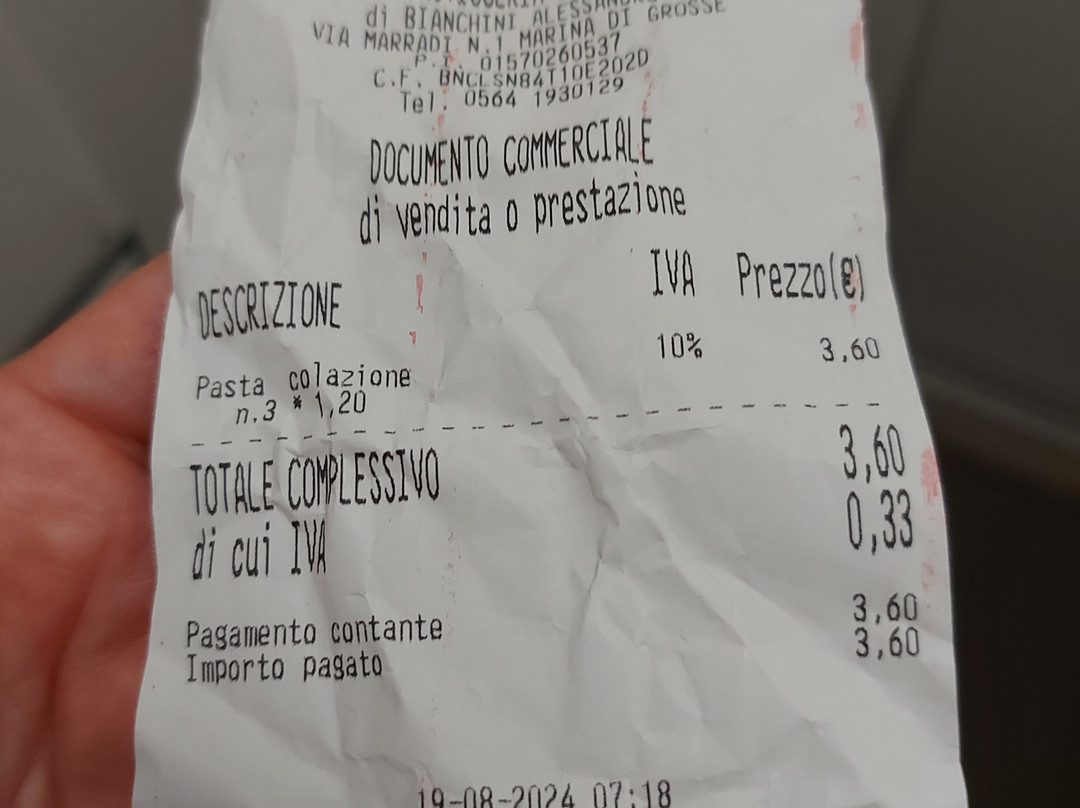 di BIANCHINI ALESSANDRO
VIA MARRADI N.1 MARINA DI GROSSE
P.I. 01570260537
C.F. BNCLSN84T10E202D
Tel. 0564 1930129
DOCUMENTO COMMERCIALE
di vendita o prestazione
DESCRIZIONE IVA Prezzo(€)
Pasta colazione 10% 3,60
n.3 * 1,20
TOTALE COMPLESSIVO 3,60
di cui IVA 0,33
Pagamento contante 3,60
Importo pagato 3,60
19-08-2024 07:18